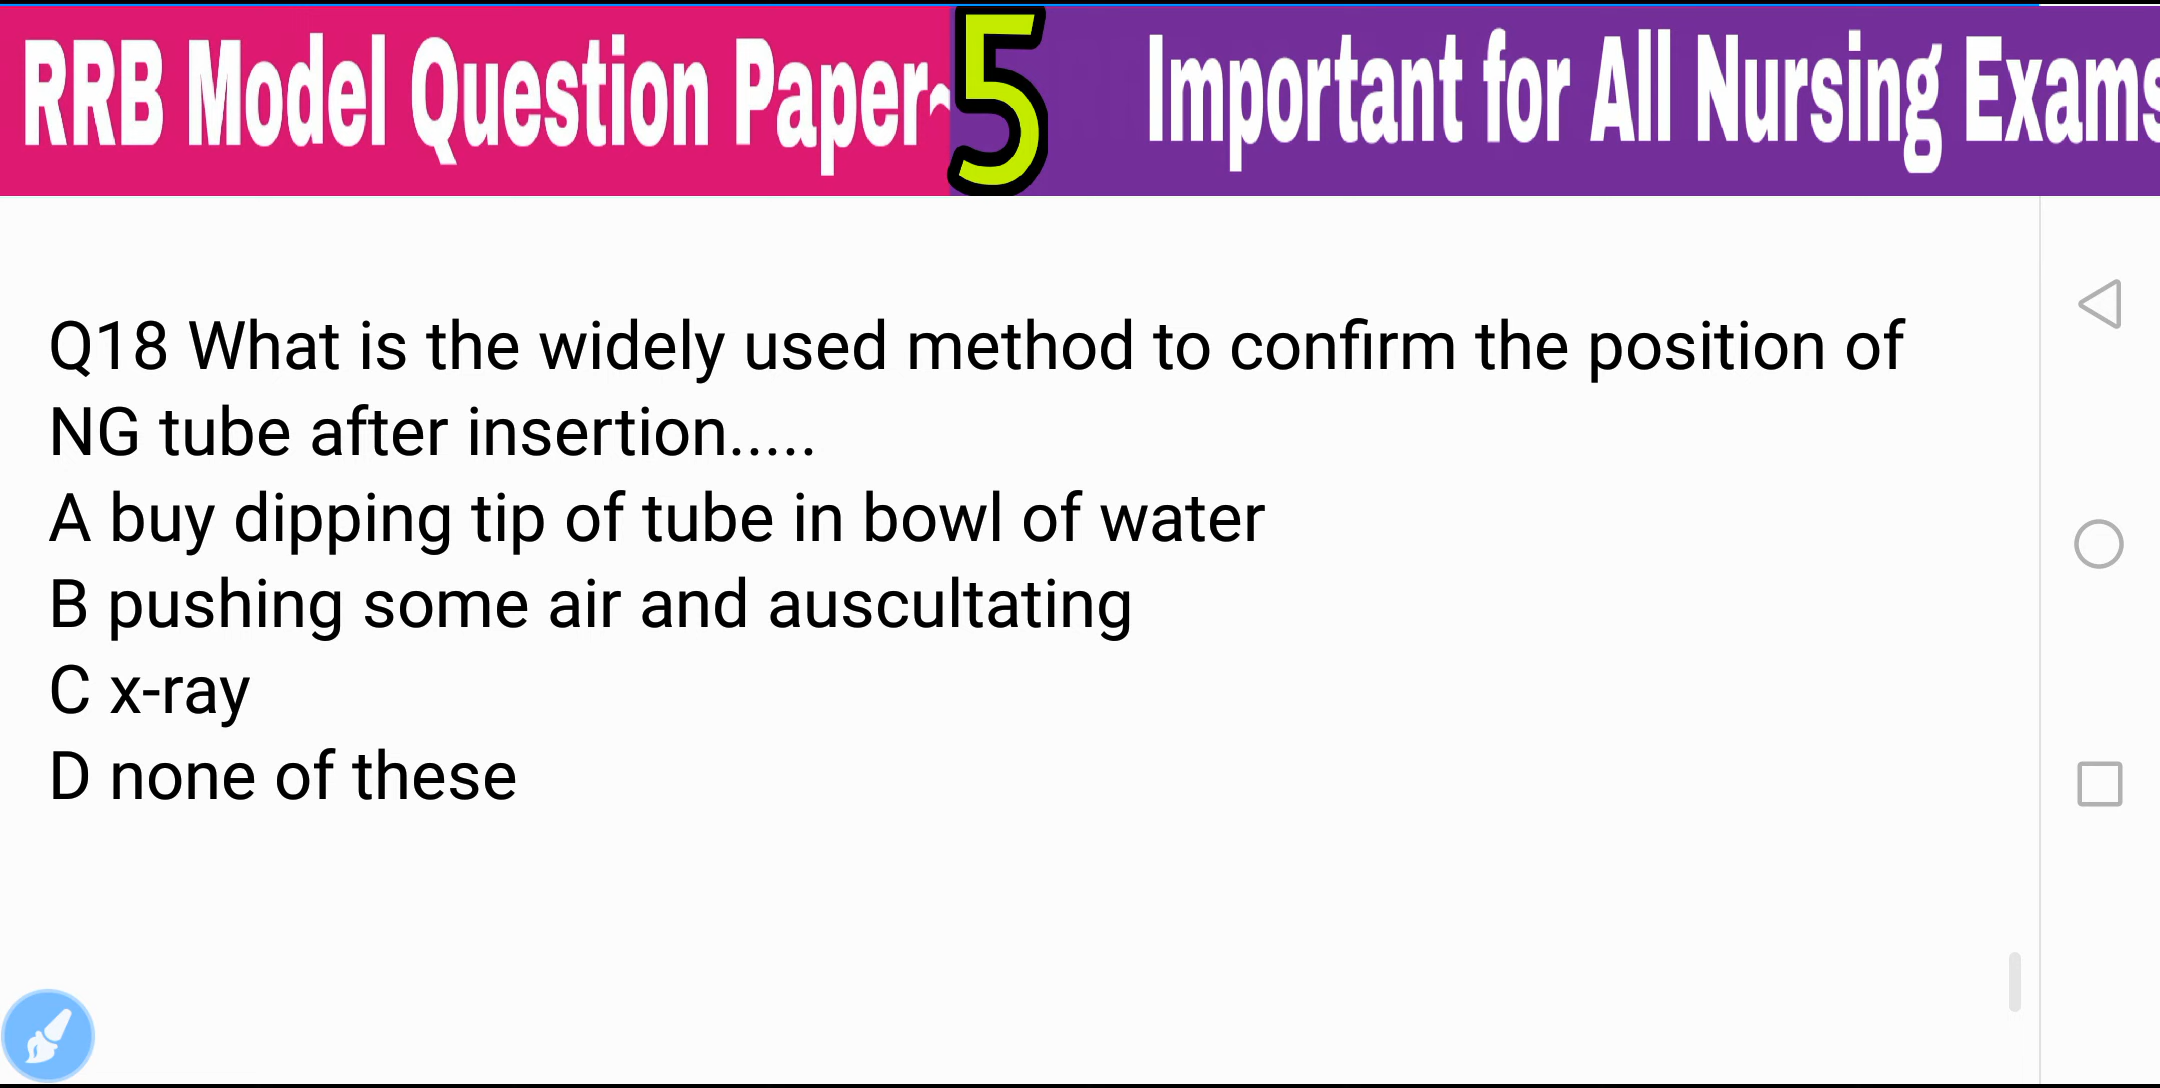 RRB Model Question Paper-5 Important for All Nursing Exams
Q18 What is the widely used method to confirm the position of
NG tube after insertion.....
A buy dipping tip of tube in bowl of water
B pushing some air and auscultating
C x-ray
D none of these